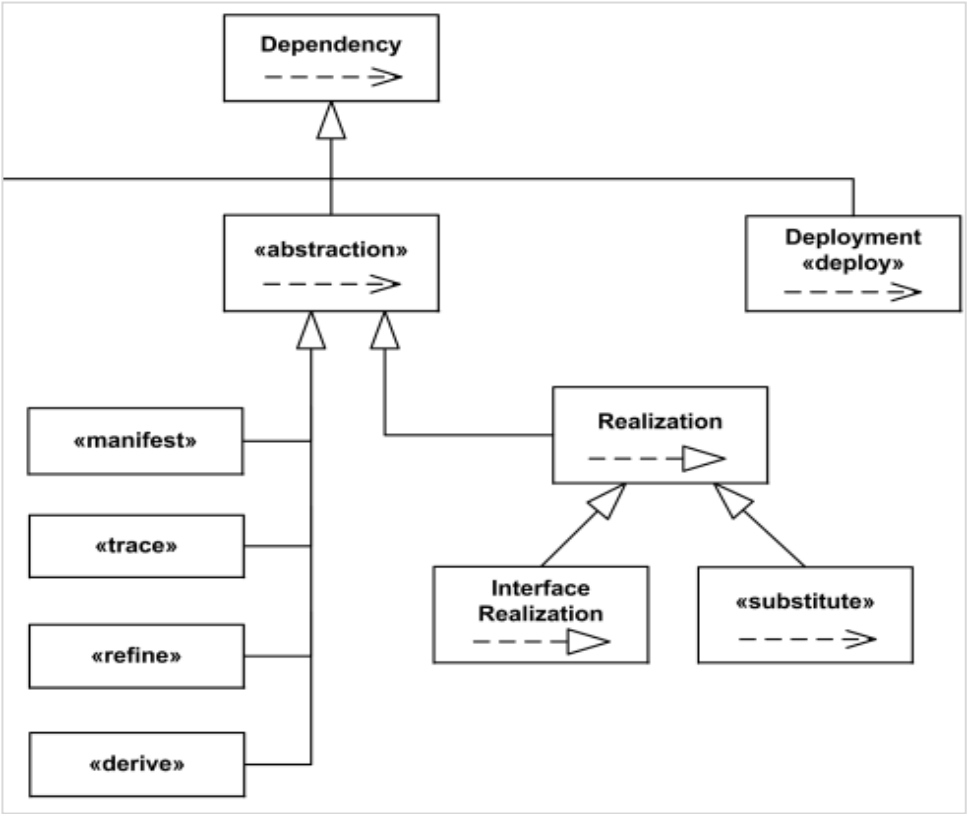 Dependency
«abstraction»
Deployment
«deploy»
«manifest»
Realization
«trace»
Interface
Realization
«substitute»
«refine»
«derive»